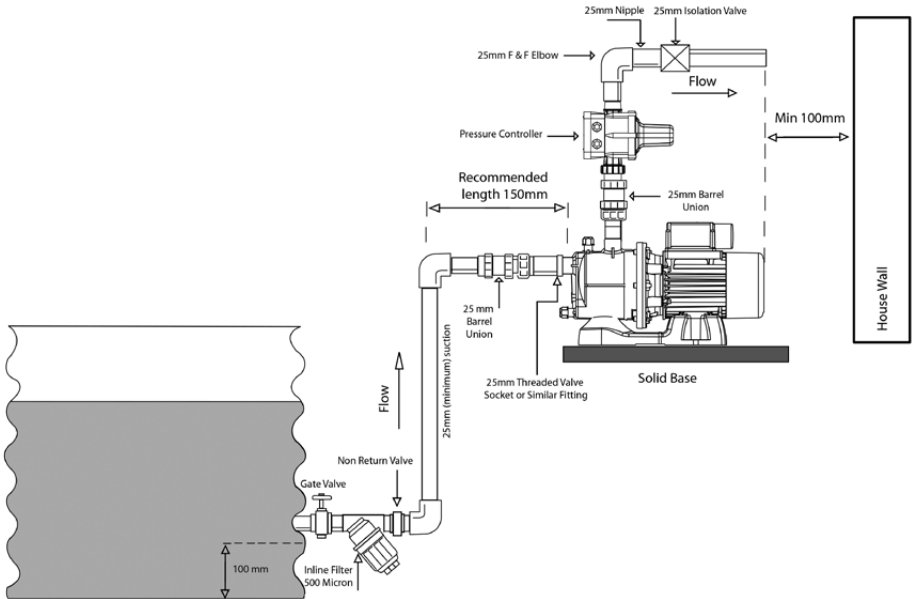 25mm Nipple
25mm Isolation Valve
25mm F & F Elbow
Flow
Min 100mm
Pressure Controller
Recommended
length 150mm
25mm Barrel
Union
House Wall
25 mm
Barrel
Union
25mm (minimum) suction
Flow
25mm Threaded Valve
Socket or Similar Fitting
Solid Base
Non Return Valve
Gate Valve
100 mm
Inline Filter
500 Micron